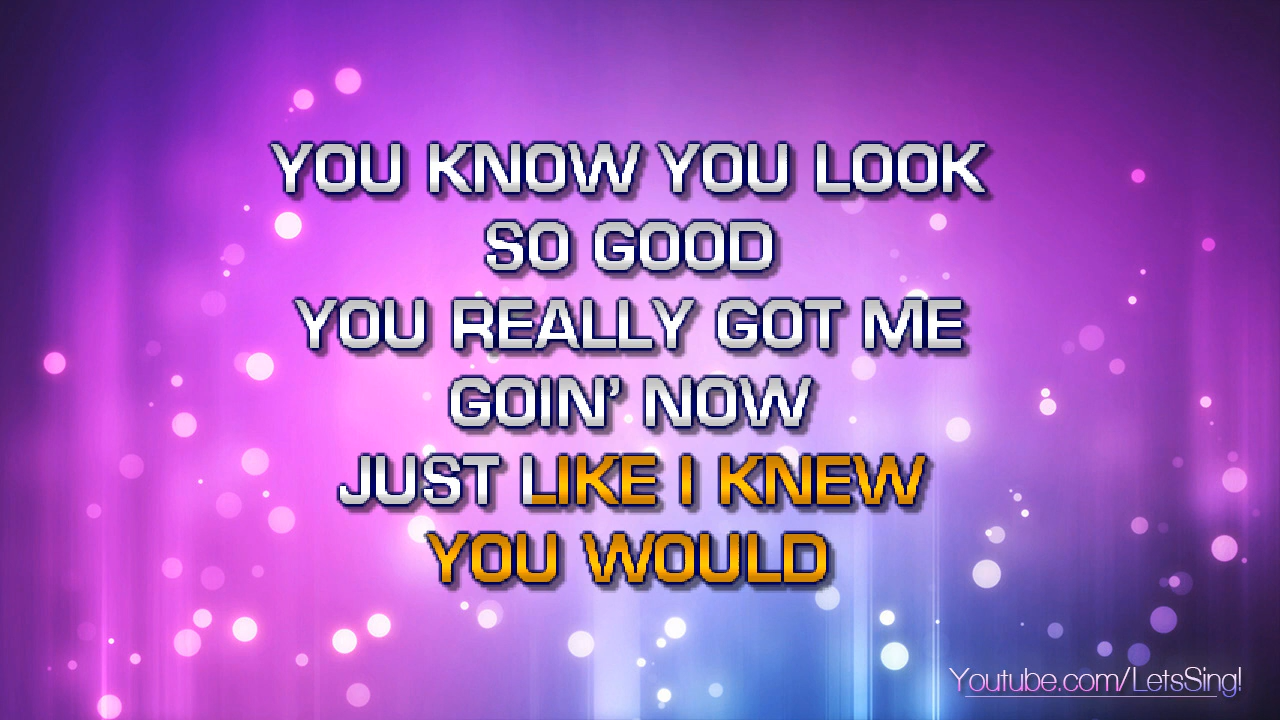 YOU KNOW YOU LOOK
SO GOOD
YOU REALLY GOT ME
GOIN' NOW
JUST LIKE I KNEW
YOU WOULD
Youtube.com/LetsSing!